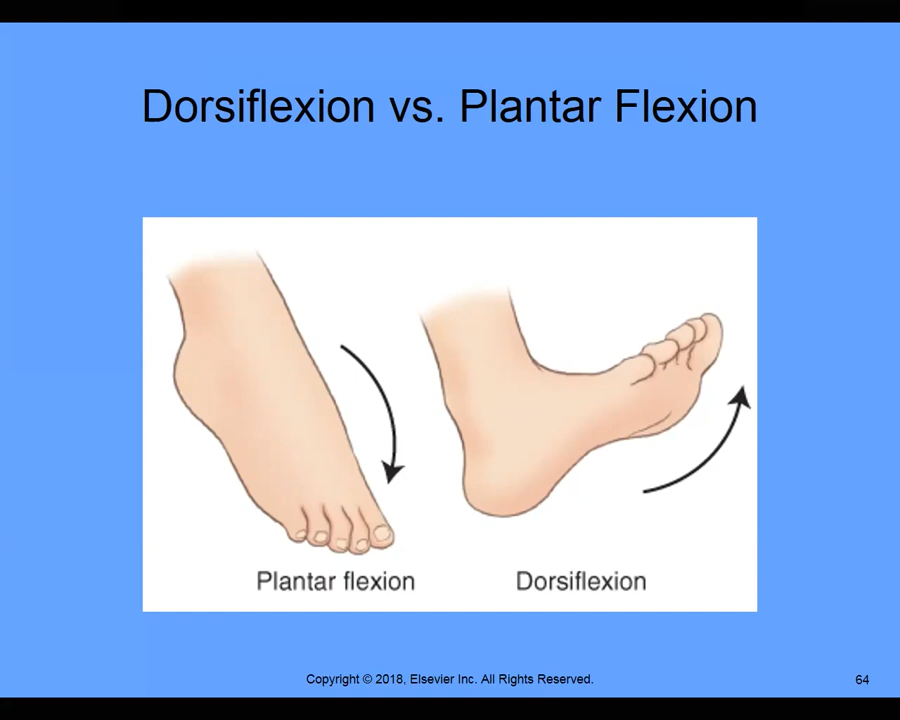 Dorsiflexion vs. Plantar Flexion
Plantar flexion
Dorsiflexion
Copyright © 2018, Elsevier Inc. All Rights Reserved.
64